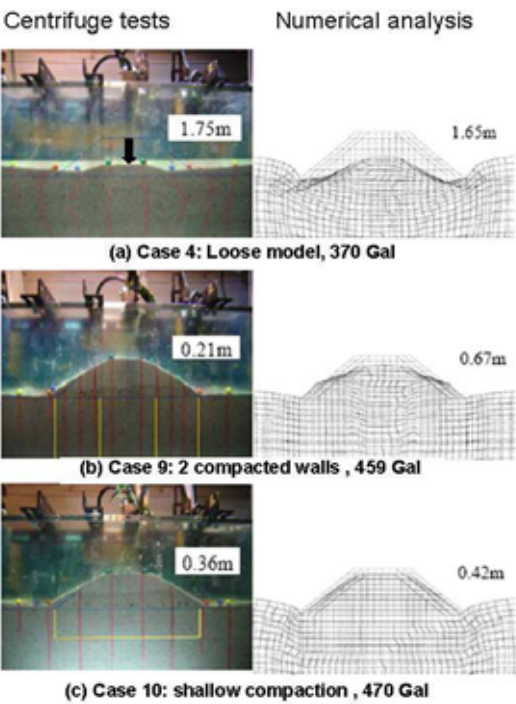 Centrifuge tests
Numerical analysis
1.75m
1.65m
(a) Case 4: Loose model, 370 Gal
0.21m
0.67m
(b) Case 9: 2 compacted walls , 459 Gal
0.36m
0.42m
(c) Case 10: shallow compaction , 470 Gal